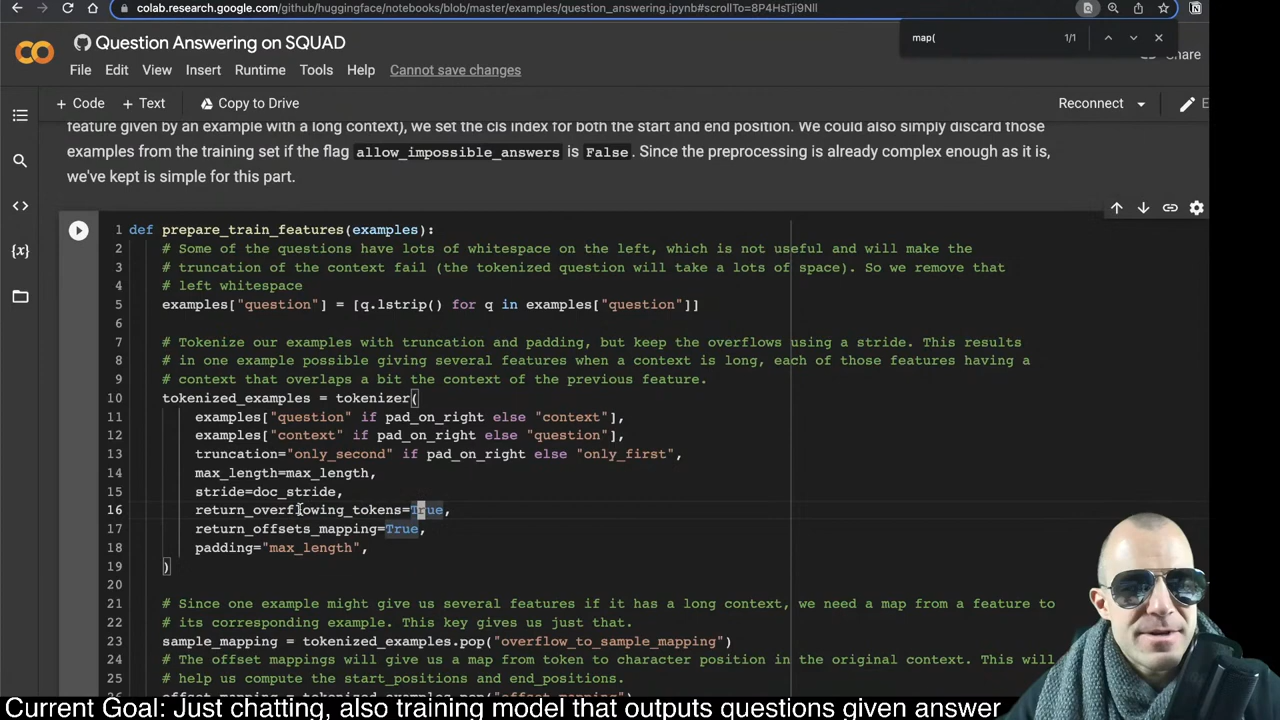 colab.research.google.com/github/huggingface/notebooks/blob/master/examples/question_answering.ipynb#scrollTo=8P4HsTji9Nll
map(
1/1
Question Answering on SQUAD
File Edit View Insert Runtime Tools Help Cannot save changes
Share
+ Code + Text Copy to Drive
Reconnect
feature given by an example with a long context), we set the cls index for both the start and end position. We could also simply discard those
examples from the training set if the flag allow_impossible_answers is False. Since the preprocessing is already complex enough as it is,
we've kept is simple for this part.
1 def prepare_train_features(examples):
2 # Some of the questions have lots of whitespace on the left, which is not useful and will make the
3 # truncation of the context fail (the tokenized question will take a lots of space). So we remove that
4 # left whitespace
5 examples["question"] = [q.lstrip() for q in examples["question"]]
6
7 # Tokenize our examples with truncation and padding, but keep the overflows using a stride. This results
8 # in one example possible giving several features when a context is long, each of those features having a
9 # context that overlaps a bit the context of the previous feature.
10 tokenized_examples = tokenizer(
11 examples["question" if pad_on_right else "context"],
12 examples["context" if pad_on_right else "question"],
13 truncation="only_second" if pad_on_right else "only_first",
14 max_length=max_length,
15 stride=doc_stride,
16 return_overflowing_tokens=True,
17 return_offsets_mapping=True,
18 padding="max_length",
19 )
20
21 # Since one example might give us several features if it has a long context, we need a map from a feature to
22 # its corresponding example. This key gives us just that.
23 sample_mapping = tokenized_examples.pop("overflow_to_sample_mapping")
24 # The offset mappings will give us a map from token to character position in the original context. This will
25 # help us compute the start_positions and end_positions.
26 offset_mapping = tokenized_examples.pop("offset_mapping")
Current Goal: Just chatting, also training model that outputs questions given answer